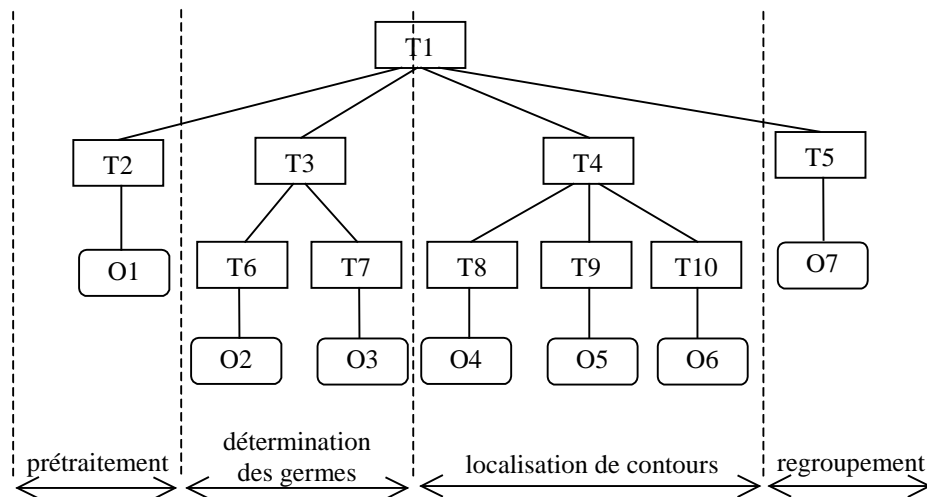 T1
T2
T3
T4
T5
O1
T6
T7
T8
T9
T10
O7
O2
O3
O4
O5
O6
prétraitement
détermination
des germes
localisation de contours
regroupement